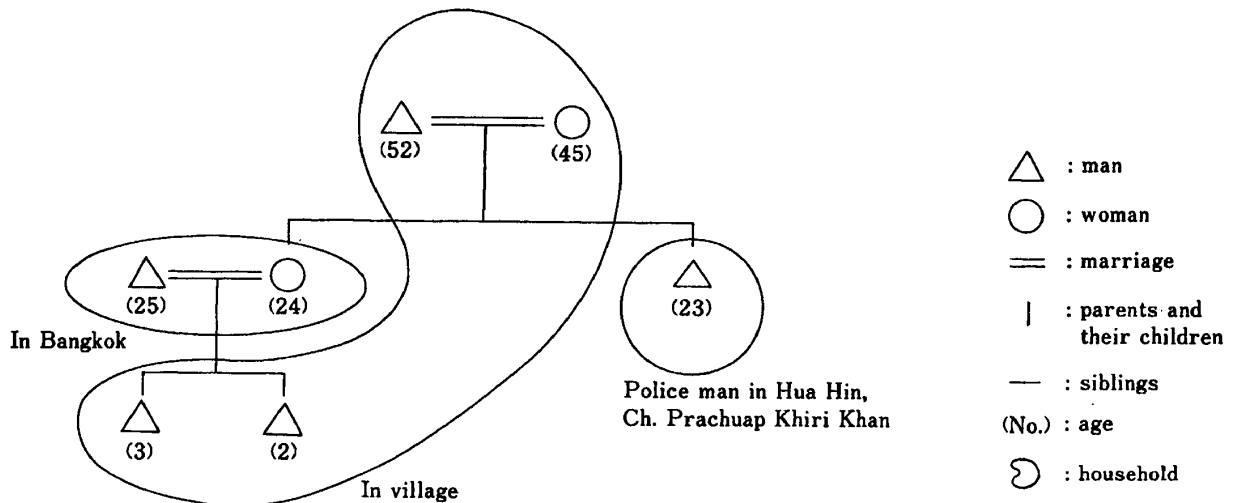 (52)
(45)
(25)
(24)
(23)
In Bangkok
(3)
(2)
In village
Police man in Hua Hin,
Ch. Prachuap Khiri Khan
: man
: woman
: marriage
: parents and
their children
: siblings
(No.) : age
: household